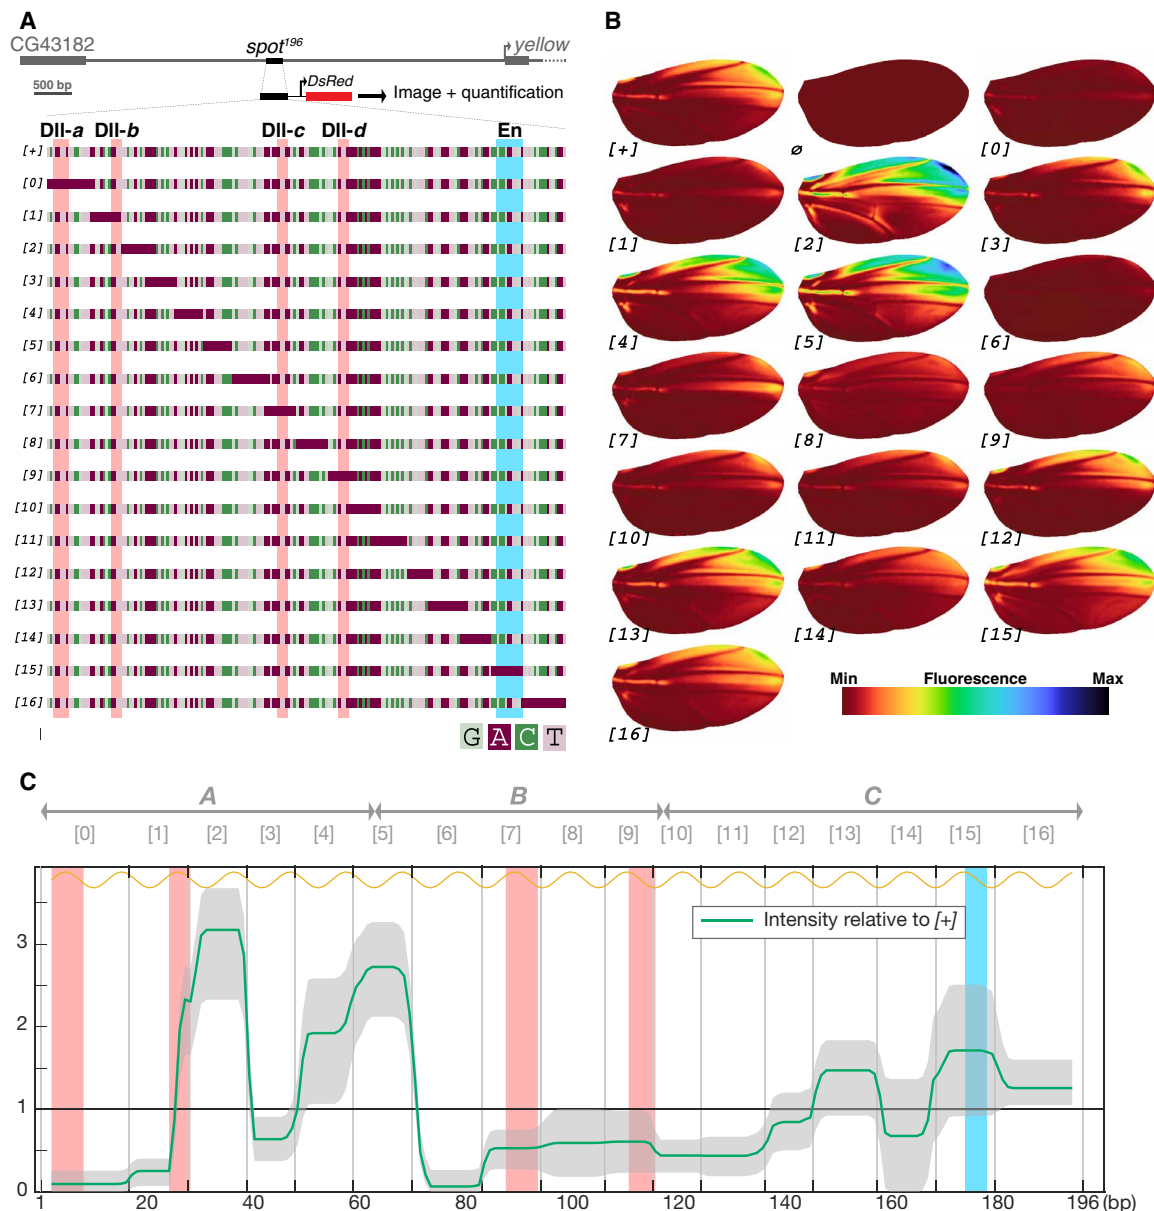 A
CG43182
spot196
yellow
500 bp
DsRed
Image + quantification
Dll-a Dll-b Dll-c Dll-d En
[+]
[0]
[1]
[2]
[3]
[4]
[5]
[6]
[7]
[8]
[9]
[10]
[11]
[12]
[13]
[14]
[15]
[16]
G A C T
B
[+] ø [0]
[1] [2] [3]
[4] [5] [6]
[7] [8] [9]
[10] [11] [12]
[13] [14] [15]
[16]
Min Fluorescence Max
C
A B C
[0] [1] [2] [3] [4] [5] [6] [7] [8] [9] [10] [11] [12] [13] [14] [15] [16]
Intensity relative to [+]
3
2
1
0
1 20 40 60 80 100 120 140 160 180 196 (bp)